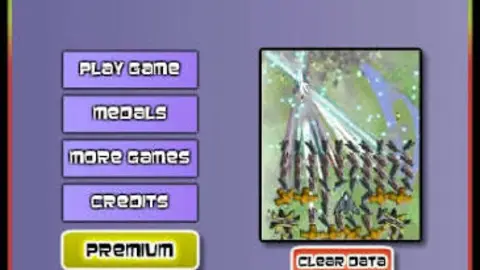 PLAY GAME
MEDALS
MORE GAMES
CREDITS
PREMIUM
CLEAR DATA